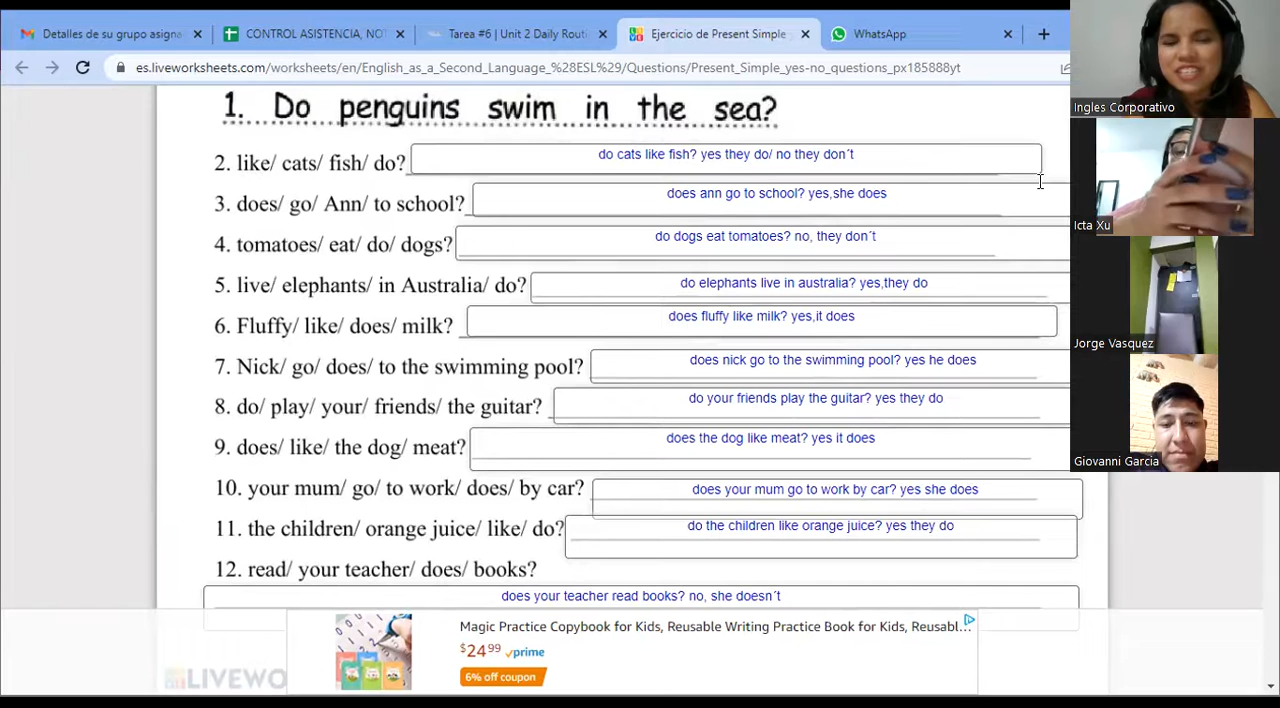 Detalles de su grupo asigna
CONTROL ASISTENCIA, NOT
Tarea #6 | Unit 2 Daily Routi
Ejercicio de Present Simple
WhatsApp
es.liveworksheets.com/worksheets/en/English_as_a_Second_Language_%28ESL%29/Questions/Present_Simple_yes-no_questions_px185888yt
Ingles Corporativo
1. Do penguins swim in the sea?
2. like/ cats/ fish/ do? do cats like fish? yes they do/ no they don´t
3. does/ go/ Ann/ to school? does ann go to school? yes,she does
Icta Xu
4. tomatoes/ eat/ do/ dogs? do dogs eat tomatoes? no, they don´t
5. live/ elephants/ in Australia/ do? do elephants live in australia? yes,they do
6. Fluffy/ like/ does/ milk? does fluffy like milk? yes,it does
Jorge Vasquez
7. Nick/ go/ does/ to the swimming pool? does nick go to the swimming pool? yes he does
8. do/ play/ your/ friends/ the guitar? do your friends play the guitar? yes they do
9. does/ like/ the dog/ meat? does the dog like meat? yes it does
Giovanni Garcia
10. your mum/ go/ to work/ does/ by car? does your mum go to work by car? yes she does
11. the children/ orange juice/ like/ do? do the children like orange juice? yes they do
12. read/ your teacher/ does/ books?
does your teacher read books? no, she doesn´t
Magic Practice Copybook for Kids, Reusable Writing Practice Book for Kids, Reusabl...
$24.99 prime
6% off coupon
LIVEWO